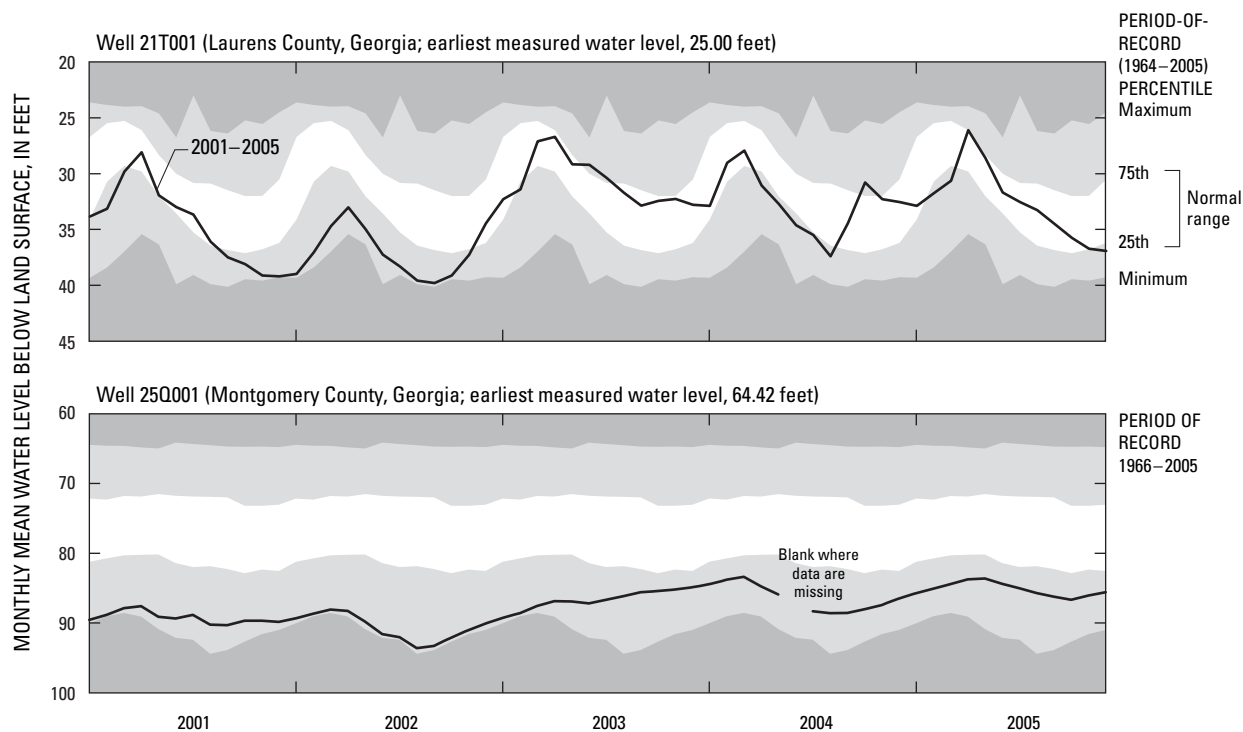 MONTHLY MEAN WATER LEVEL BELOW LAND SURFACE, IN FEET
Well 21T001 (Laurens County, Georgia; earliest measured water level, 25.00 feet)
20
25
30
35
40
45
2001–2005
PERIOD-OF-
RECORD
(1964–2005)
PERCENTILE
Maximum
75th
Normal
range
25th
Minimum
Well 25Q001 (Montgomery County, Georgia; earliest measured water level, 64.42 feet)
60
70
80
90
100
Blank where
data are
missing
PERIOD OF
RECORD
1966–2005
2001 2002 2003 2004 2005